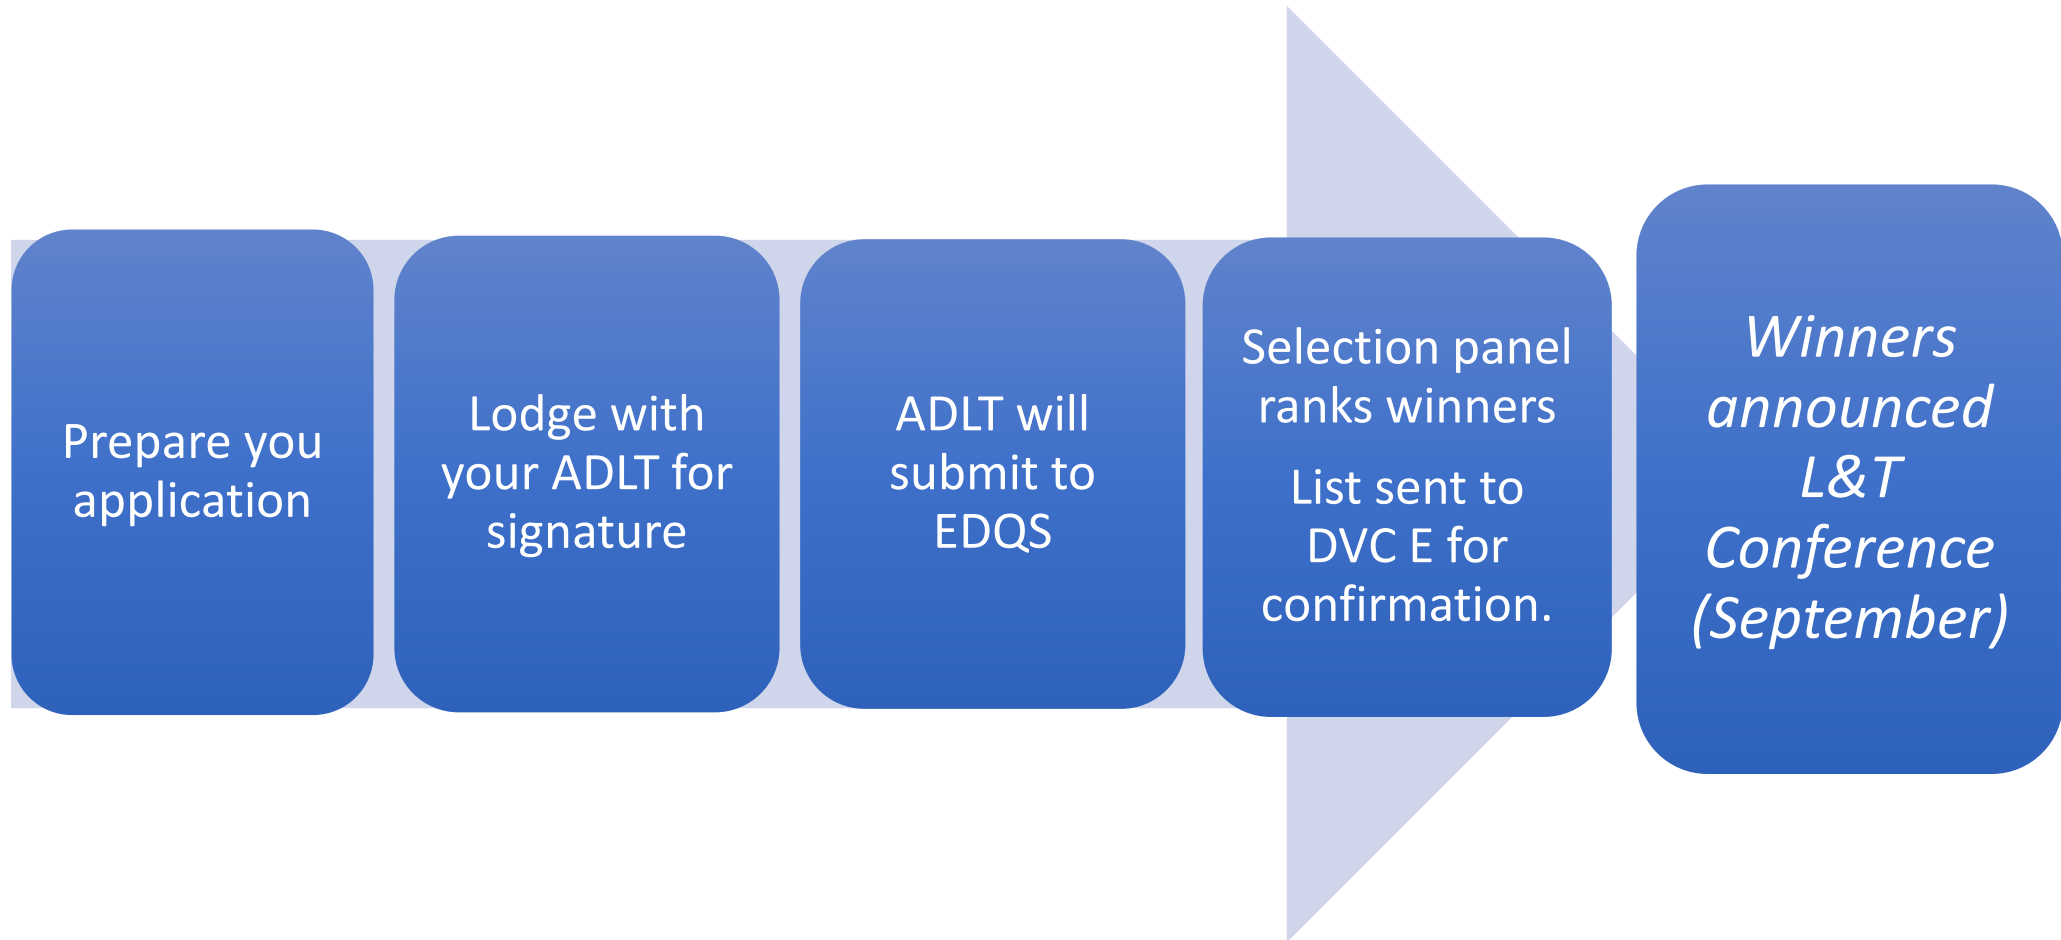 Prepare you
application
Lodge with
your ADLT for
signature
ADLT will
submit to
EDQS
Selection panel
ranks winners
List sent to
DVC E for
confirmation.
Winners
announced
L&T
Conference
(September)